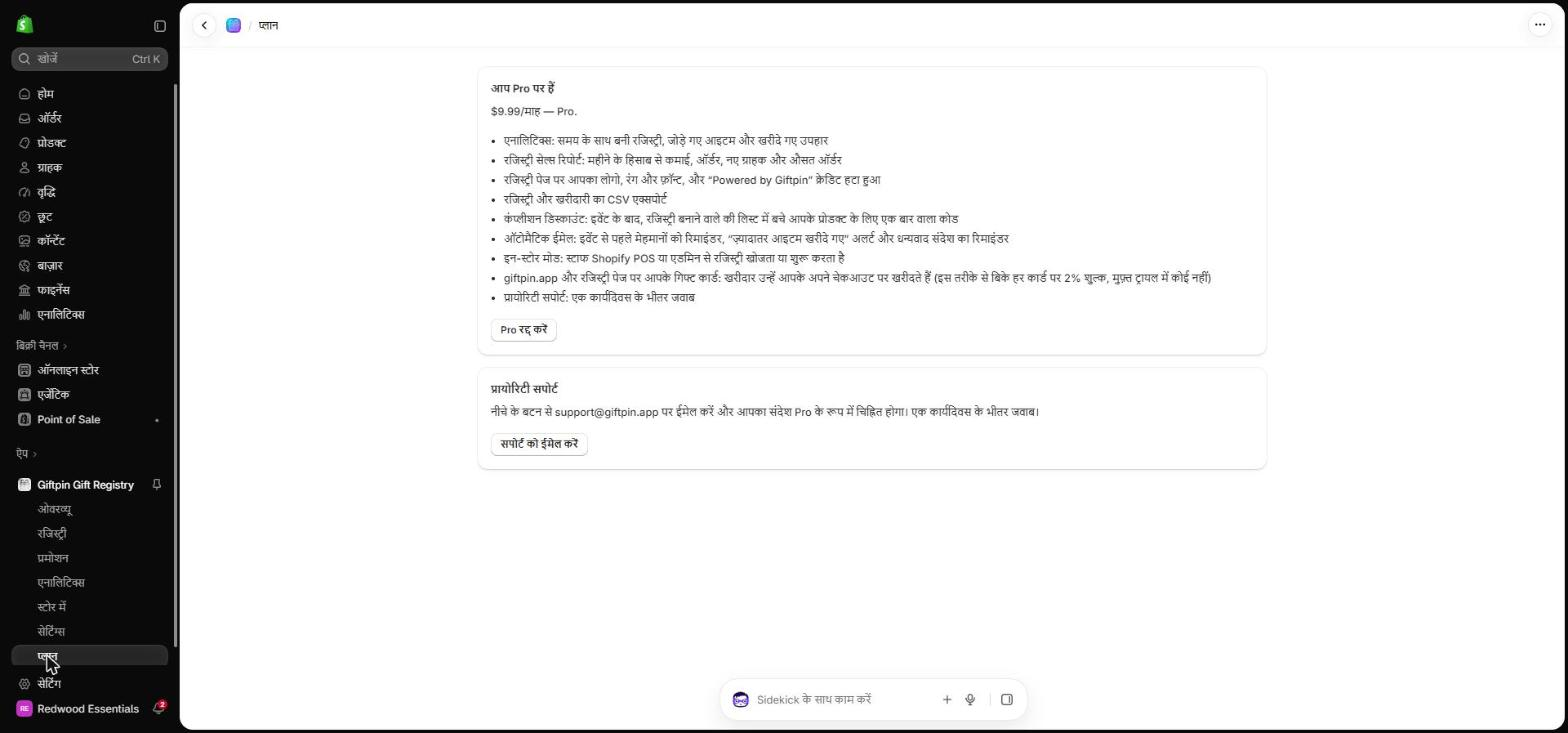 प्लान
खोजें Ctrl K
होम
ऑर्डर
प्रोडक्ट
ग्राहक
वृद्धि
छूट
कॉन्टेंट
बाज़ार
फाइनेंस
एनालिटिक्स
बिक्री चैनल
ऑनलाइन स्टोर
एजेंटिक
Point of Sale
ऐप
Giftpin Gift Registry
ओवरव्यू
रजिस्ट्री
प्रमोशन
एनालिटिक्स
स्टोर में
सेटिंग्स
प्लान
सेटिंग
RE Redwood Essentials 2
आप Pro पर हैं
$9.99/माह — Pro.
• एनालिटिक्स: समय के साथ बनी रजिस्ट्री, जोड़े गए आइटम और खरीदे गए उपहार
• रजिस्ट्री सेल्स रिपोर्ट: महीने के हिसाब से कमाई, ऑर्डर, नए ग्राहक और औसत ऑर्डर
• रजिस्ट्री पेज पर आपका लोगो, रंग और फ़ॉन्ट, और “Powered by Giftpin” क्रेडिट हटा हुआ
• रजिस्ट्री और खरीदारी का CSV एक्सपोर्ट
• कंप्लीशन डिस्काउंट: इवेंट के बाद, रजिस्ट्री बनाने वाले की लिस्ट में बचे आपके प्रोडक्ट के लिए एक बार वाला कोड
• ऑटोमैटिक ईमेल: इवेंट से पहले मेहमानों को रिमाइंडर, “ज़्यादातर आइटम खरीदे गए” अलर्ट और धन्यवाद संदेश का रिमाइंडर
• इन-स्टोर मोड: स्टाफ Shopify POS या एडमिन से रजिस्ट्री खोजता या शुरू करता है
• giftpin.app और रजिस्ट्री पेज पर आपके गिफ्ट कार्ड: खरीदार उन्हें आपके अपने चेकआउट पर खरीदते हैं (इस तरीके से बिके हर कार्ड पर 2% शुल्क, मुफ़्त ट्रायल में कोई नहीं)
• प्रायोरिटी सपोर्ट: एक कार्यदिवस के भीतर जवाब
Pro रद्द करें
प्रायोरिटी सपोर्ट
नीचे के बटन से support@giftpin.app पर ईमेल करें और आपका संदेश Pro के रूप में चिह्नित होगा। एक कार्यदिवस के भीतर जवाब।
सपोर्ट को ईमेल करें
Sidekick के साथ काम करें